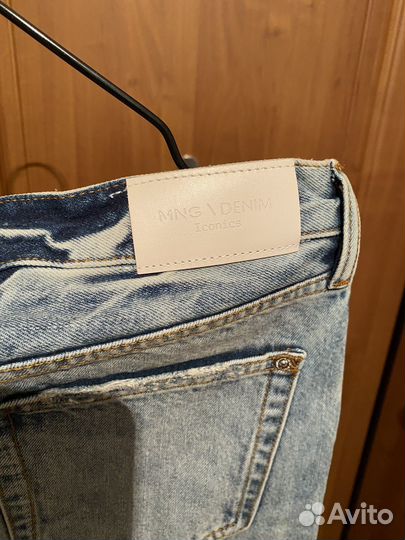 MNG \ DENIM
Iconics
Avito